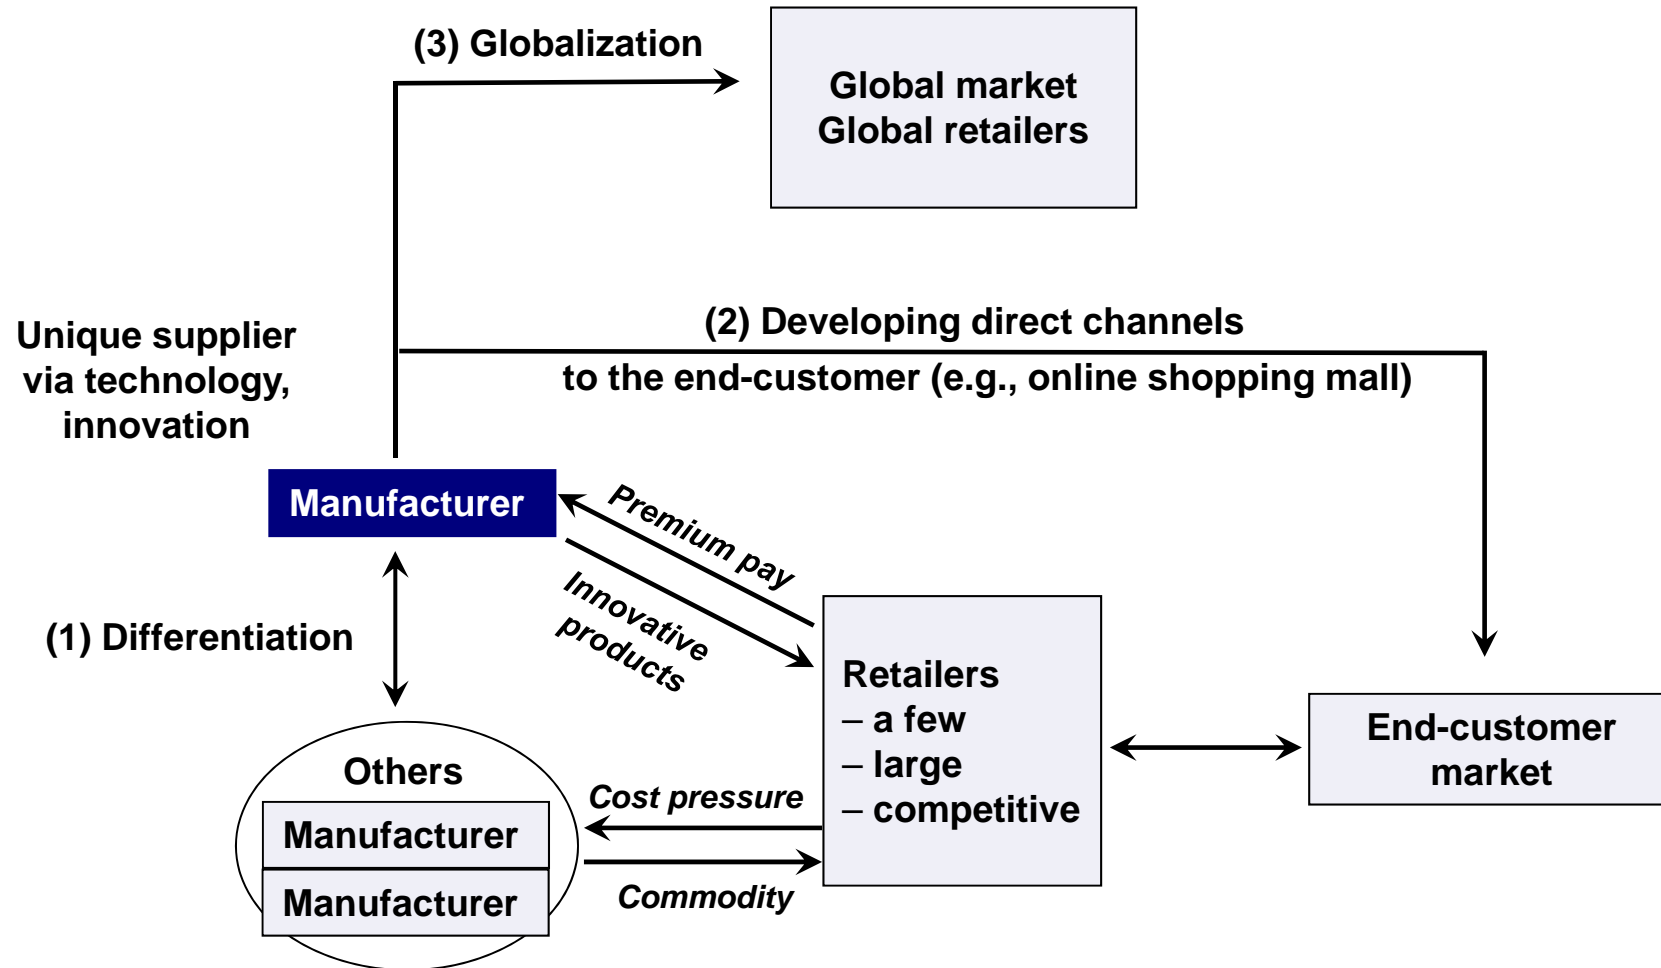 (3) Globalization
Global market
Global retailers
Unique supplier
via technology,
innovation
(2) Developing direct channels
to the end-customer (e.g., online shopping mall)
Manufacturer
Premium pay
Innovative
products
(1) Differentiation
Retailers
– a few
– large
– competitive
End-customer
market
Others
Manufacturer
Manufacturer
Cost pressure
Commodity